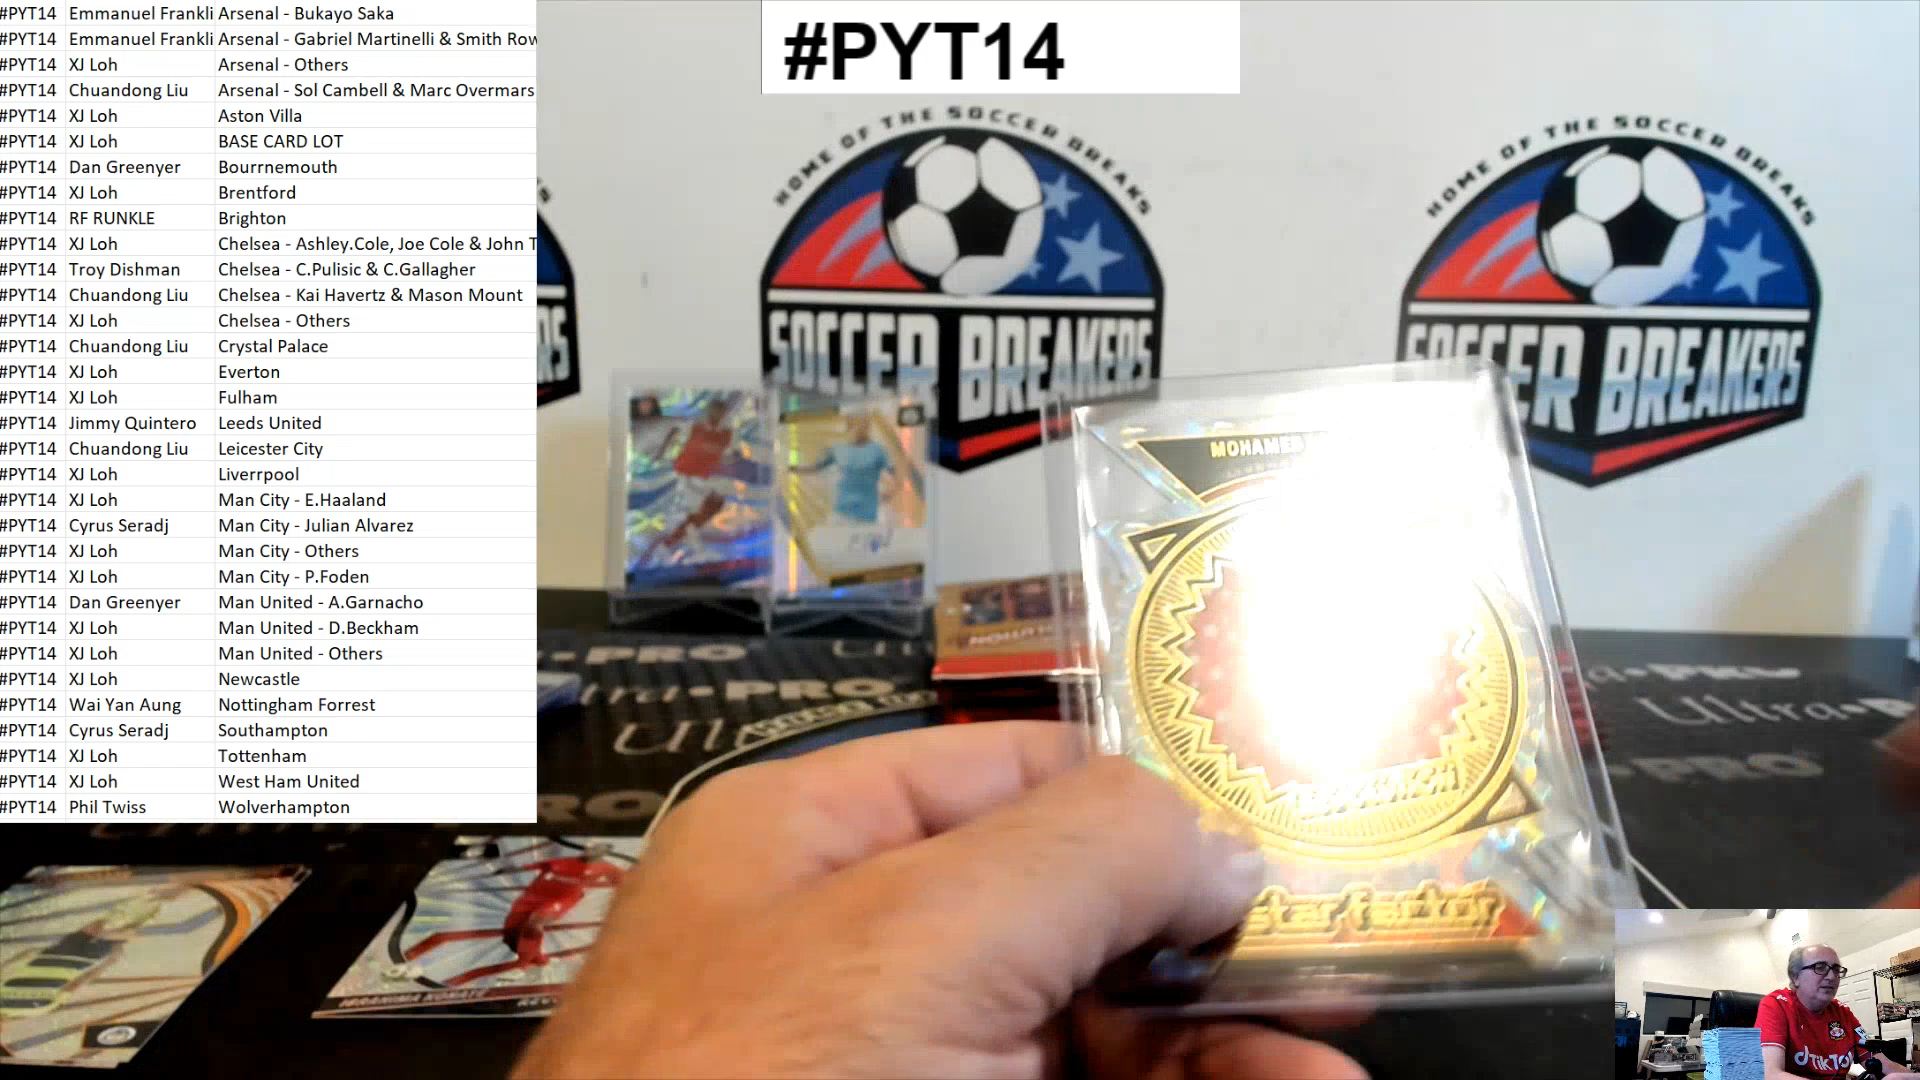 #PYT14 Emmanuel Frankli Arsenal - Bukayo Saka
#PYT14 Emmanuel Frankli Arsenal - Gabriel Martinelli & Smith Row
#PYT14 XJ Loh Arsenal - Others
#PYT14 Chuandong Liu Arsenal - Sol Cambell & Marc Overmars
#PYT14 XJ Loh Aston Villa
#PYT14 XJ Loh BASE CARD LOT
#PYT14 Dan Greenyer Bourrnemouth
#PYT14 XJ Loh Brentford
#PYT14 RF RUNKLE Brighton
#PYT14 XJ Loh Chelsea - Ashley.Cole, Joe Cole & John T
#PYT14 Troy Dishman Chelsea - C.Pulisic & C.Gallagher
#PYT14 Chuandong Liu Chelsea - Kai Havertz & Mason Mount
#PYT14 XJ Loh Chelsea - Others
#PYT14 Chuandong Liu Crystal Palace
#PYT14 XJ Loh Everton
#PYT14 XJ Loh Fulham
#PYT14 Jimmy Quintero Leeds United
#PYT14 Chuandong Liu Leicester City
#PYT14 XJ Loh Liverrpool
#PYT14 XJ Loh Man City - E.Haaland
#PYT14 Cyrus Seradj Man City - Julian Alvarez
#PYT14 XJ Loh Man City - Others
#PYT14 XJ Loh Man City - P.Foden
#PYT14 Dan Greenyer Man United - A.Garnacho
#PYT14 XJ Loh Man United - D.Beckham
#PYT14 XJ Loh Man United - Others
#PYT14 XJ Loh Newcastle
#PYT14 Wai Yan Aung Nottingham Forrest
#PYT14 Cyrus Seradj Southampton
#PYT14 XJ Loh Tottenham
#PYT14 XJ Loh West Ham United
#PYT14 Phil Twiss Wolverhampton
#PYT14
HOME OF THE SOCCER BREAKS
SOCCER BREAKERS
HOME OF THE SOCCER BREAKS
SOCCER BREAKERS
MOHAMED
star factor
Ultra PRO
TikTok